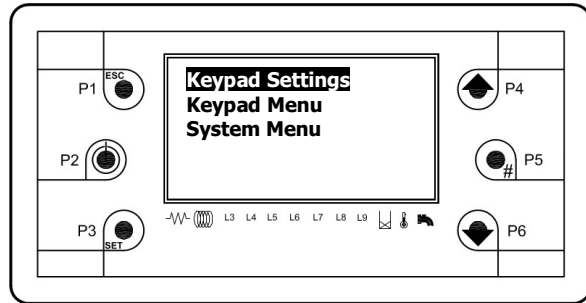 ESC
P1
Keypad Settings
Keypad Menu
System Menu
P4
P2
P5
#
P3
SET
L3 L4 L5 L6 L7 L8 L9
P6